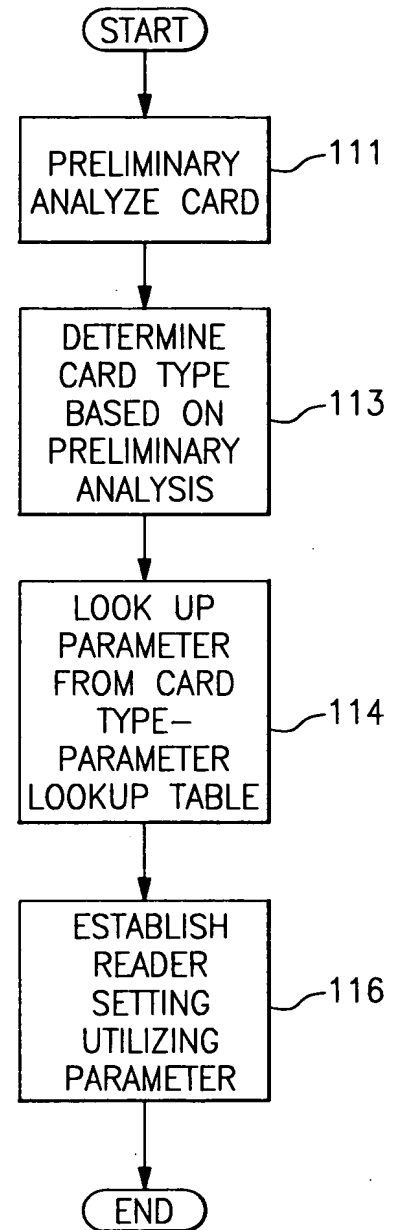 START
PRELIMINARY
ANALYZE CARD
111
DETERMINE
CARD TYPE
BASED ON
PRELIMINARY
ANALYSIS
113
LOOK UP
PARAMETER
FROM CARD
TYPE-
PARAMETER
LOOKUP TABLE
114
ESTABLISH
READER
SETTING
UTILIZING
PARAMETER
116
END